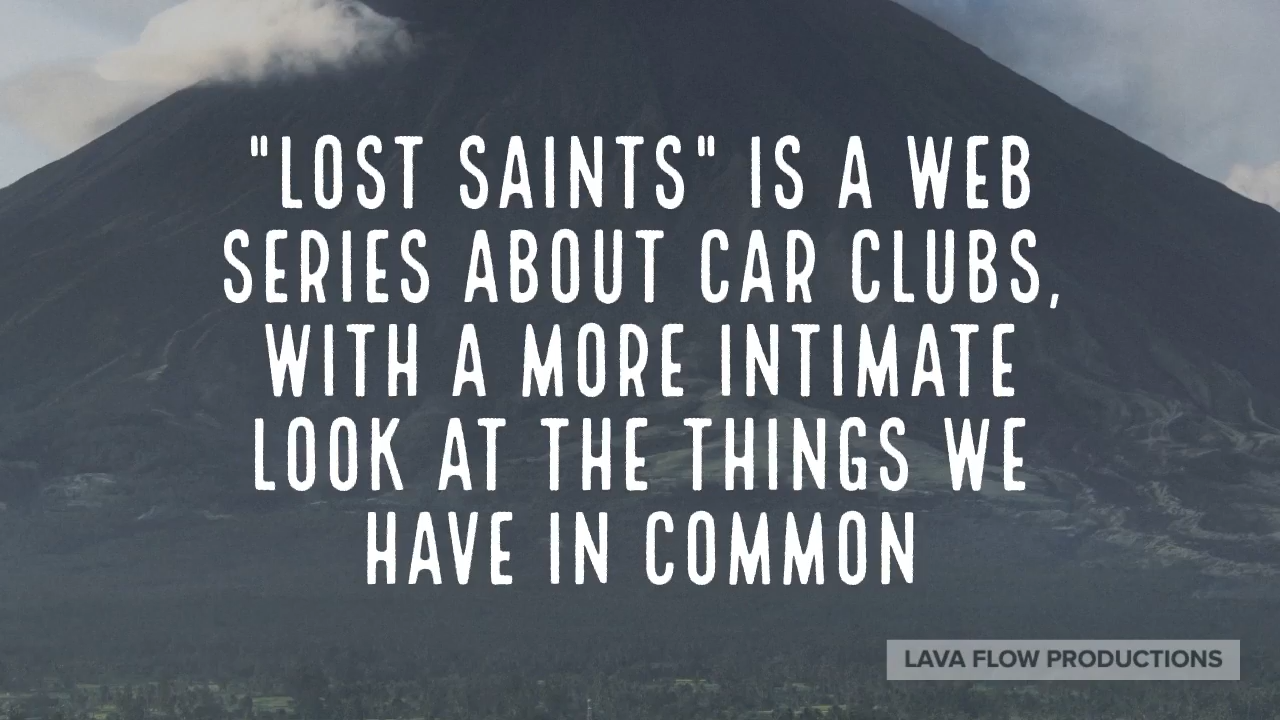 "LOST SAINTS" IS A WEB
SERIES ABOUT CAR CLUBS,
WITH A MORE INTIMATE
LOOK AT THE THINGS WE
HAVE IN COMMON
LAVA FLOW PRODUCTIONS